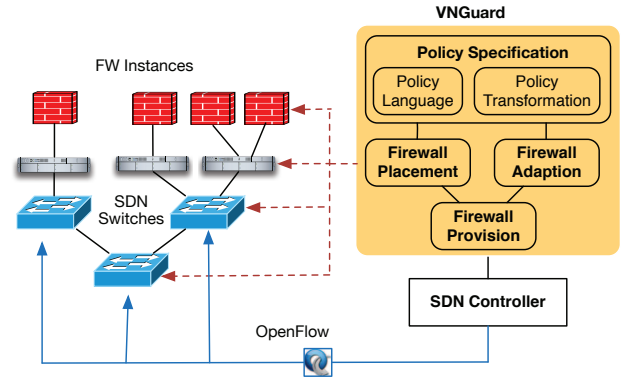 VNGuard
Policy Specification
FW Instances
Policy
Language
Policy
Transformation
Firewall
Placement
Firewall
Adaption
SDN
Switches
Firewall
Provision
SDN Controller
OpenFlow